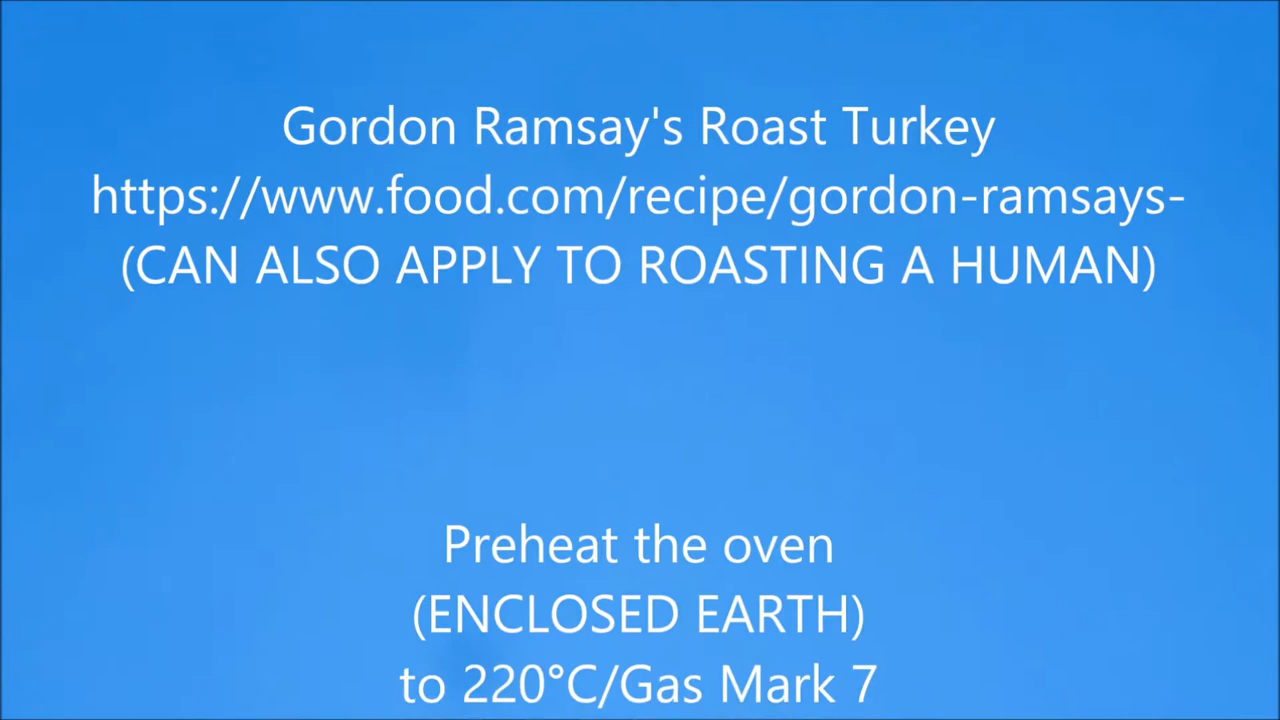 Gordon Ramsay's Roast Turkey
https://www.food.com/recipe/gordon-ramsays-
(CAN ALSO APPLY TO ROASTING A HUMAN)
Preheat the oven
(ENCLOSED EARTH)
to 220°C/Gas Mark 7